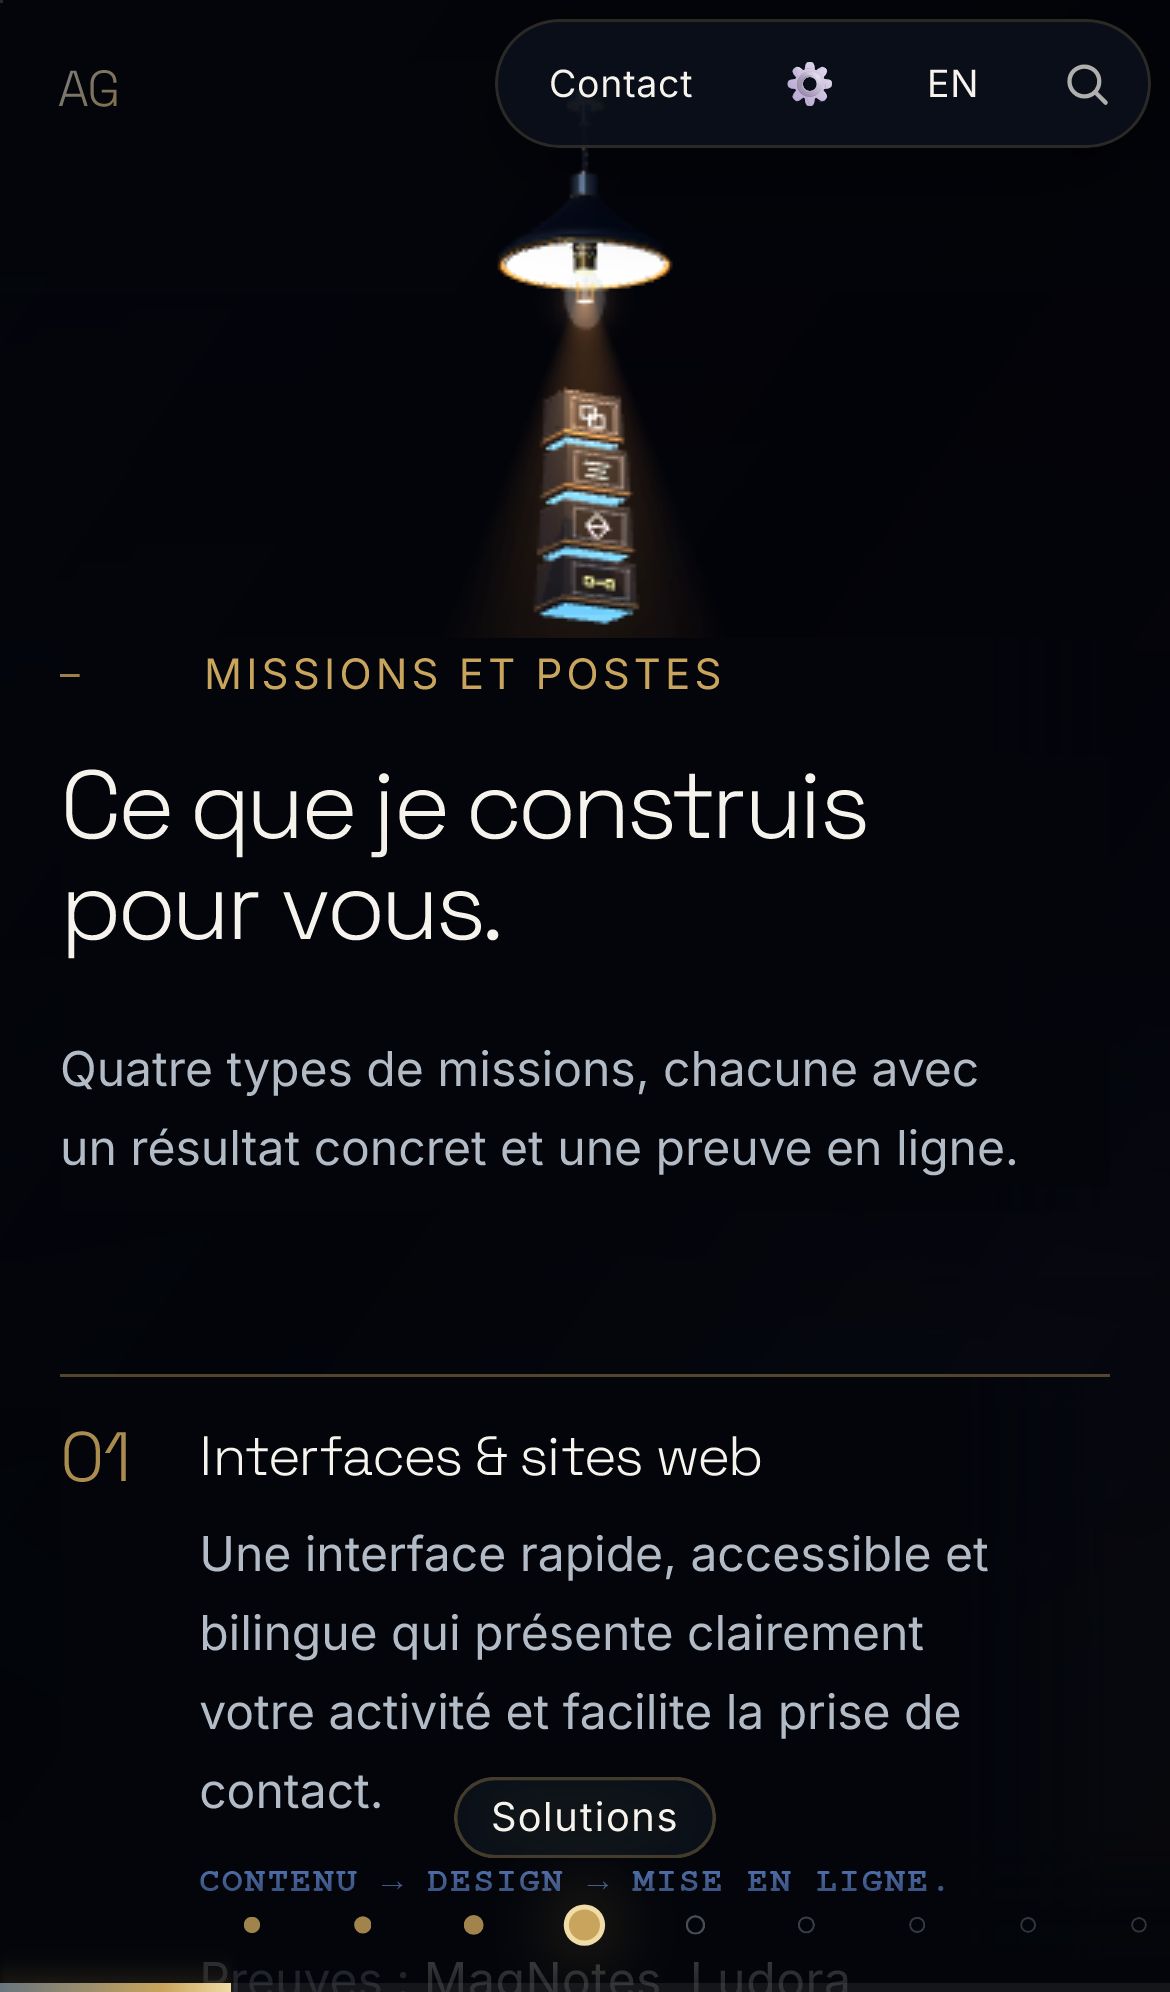 AG
Contact
EN
– MISSIONS ET POSTES
Ce que je construis
pour vous.
Quatre types de missions, chacune avec
un résultat concret et une preuve en ligne.
01 Interfaces & sites web
Une interface rapide, accessible et
bilingue qui présente clairement
votre activité et facilite la prise de
contact.
Solutions
CONTENU → DESIGN → MISE EN LIGNE.
Preuves : MagNotes, Ludora